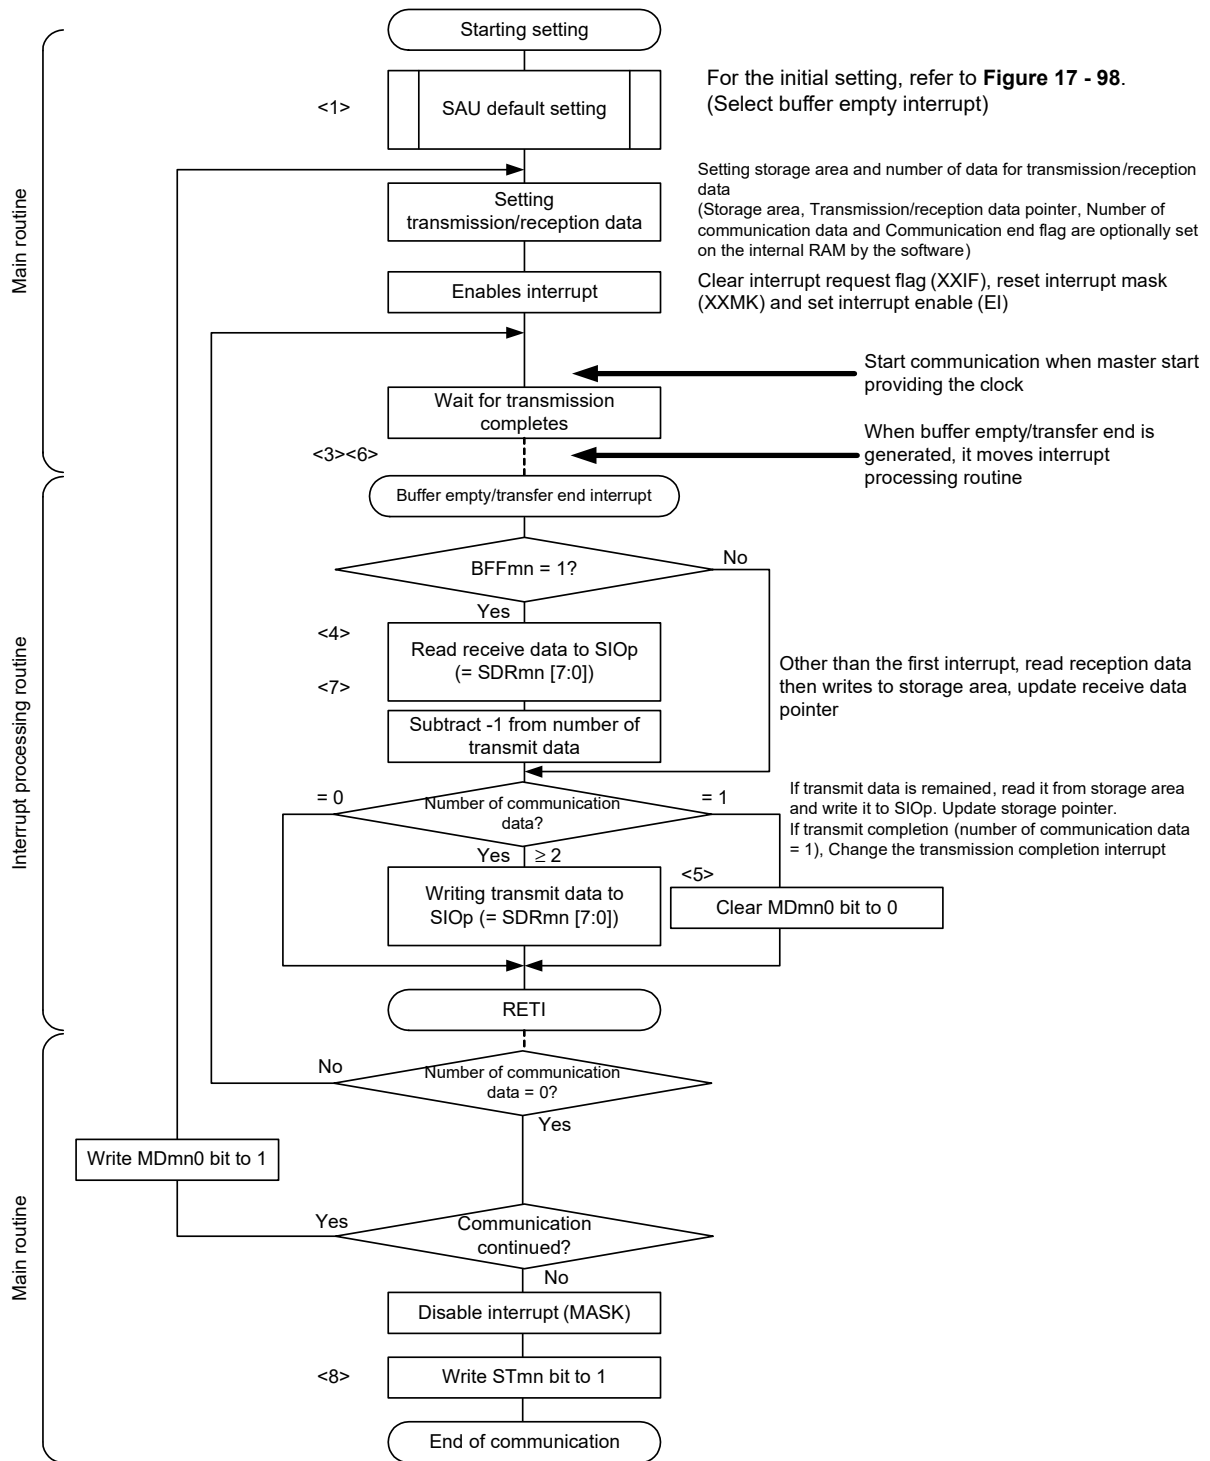 Starting setting
<1>
SAU default setting
For the initial setting, refer to Figure 17 - 98.
(Select buffer empty interrupt)
Main routine
Setting
transmission/reception data
Setting storage area and number of data for transmission/reception
data
(Storage area, Transmission/reception data pointer, Number of
communication data and Communication end flag are optionally set
on the internal RAM by the software)
Enables interrupt
Clear interrupt request flag (XXIF), reset interrupt mask
(XXMK) and set interrupt enable (EI)
Start communication when master start
providing the clock
Wait for transmission
completes
<3><6>
When buffer empty/transfer end is
generated, it moves interrupt
processing routine
Buffer empty/transfer end interrupt
Interrupt processing routine
BFFmn = 1?
No
Yes
<4>
Read receive data to SIOp
(= SDRmn [7:0])
<7>
Other than the first interrupt, read reception data
then writes to storage area, update receive data
pointer
Subtract -1 from number of
transmit data
= 0
Number of communication
data?
= 1
If transmit data is remained, read it from storage area
and write it to SIOp. Update storage pointer.
If transmit completion (number of communication data
= 1), Change the transmission completion interrupt
Yes ≥ 2
<5>
Writing transmit data to
SIOp (= SDRmn [7:0])
Clear MDmn0 bit to 0
RETI
Main routine
No
Number of communication
data = 0?
Yes
Write MDmn0 bit to 1
Yes
Communication
continued?
No
Disable interrupt (MASK)
<8>
Write STmn bit to 1
End of communication